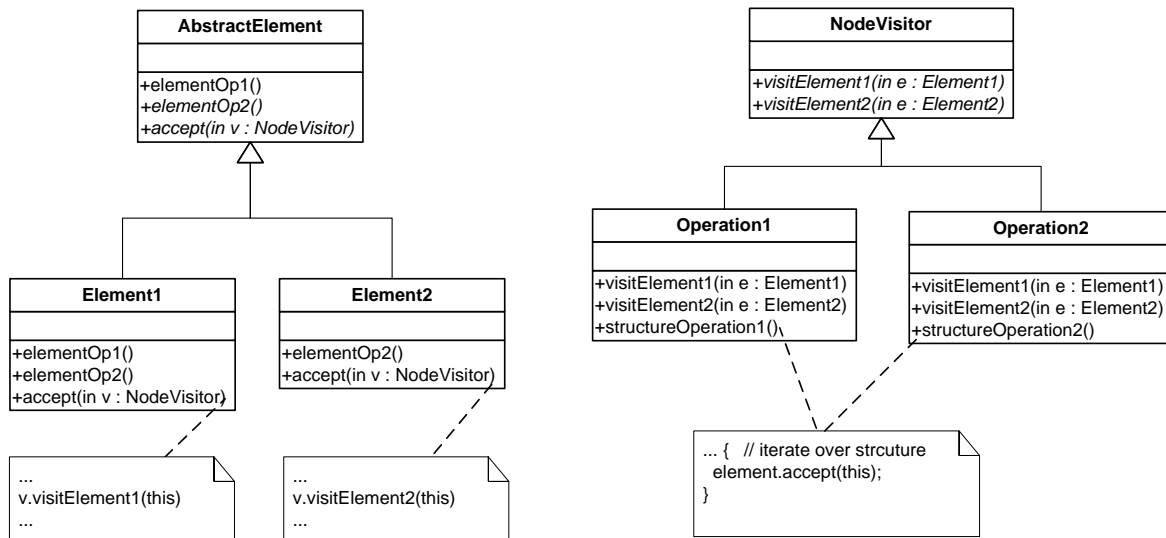 AbstractElement
+elementOp1()
+elementOp2()
+accept(in v : NodeVisitor)
Element1
+elementOp1()
+elementOp2()
+accept(in v : NodeVisitor)
Element2
+elementOp2()
+accept(in v : NodeVisitor)
...
v.visitElement1(this)
...
...
v.visitElement2(this)
...
NodeVisitor
+visitElement1(in e : Element1)
+visitElement2(in e : Element2)
Operation1
+visitElement1(in e : Element1)
+visitElement2(in e : Element2)
+structureOperation1()
Operation2
+visitElement1(in e : Element1)
+visitElement2(in e : Element2)
+structureOperation2()
... { // iterate over strcuture
element.accept(this);
}